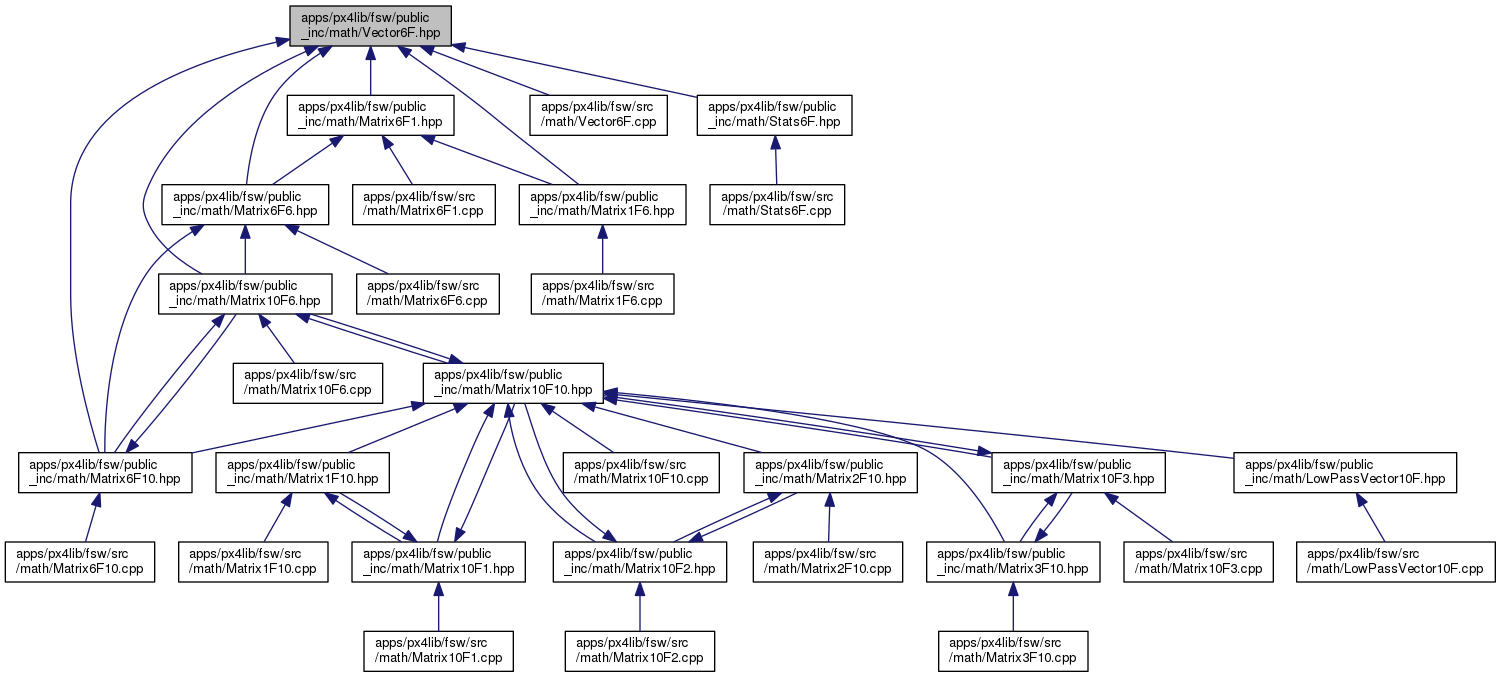 apps/px4lib/fsw/public
_inc/math/Vector6F.hpp
apps/px4lib/fsw/public
_inc/math/Matrix6F1.hpp
apps/px4lib/fsw/src
/math/Vector6F.cpp
apps/px4lib/fsw/public
_inc/math/Stats6F.hpp
apps/px4lib/fsw/public
_inc/math/Matrix6F6.hpp
apps/px4lib/fsw/src
/math/Matrix6F1.cpp
apps/px4lib/fsw/public
_inc/math/Matrix1F6.hpp
apps/px4lib/fsw/src
/math/Stats6F.cpp
apps/px4lib/fsw/public
_inc/math/Matrix10F6.hpp
apps/px4lib/fsw/src
/math/Matrix6F6.cpp
apps/px4lib/fsw/src
/math/Matrix1F6.cpp
apps/px4lib/fsw/src
/math/Matrix10F6.cpp
apps/px4lib/fsw/public
_inc/math/Matrix10F10.hpp
apps/px4lib/fsw/public
_inc/math/Matrix6F10.hpp
apps/px4lib/fsw/public
_inc/math/Matrix1F10.hpp
apps/px4lib/fsw/src
/math/Matrix10F10.cpp
apps/px4lib/fsw/public
_inc/math/Matrix2F10.hpp
apps/px4lib/fsw/public
_inc/math/Matrix10F3.hpp
apps/px4lib/fsw/public
_inc/math/LowPassVector10F.hpp
apps/px4lib/fsw/src
/math/Matrix6F10.cpp
apps/px4lib/fsw/src
/math/Matrix1F10.cpp
apps/px4lib/fsw/public
_inc/math/Matrix10F1.hpp
apps/px4lib/fsw/public
_inc/math/Matrix10F2.hpp
apps/px4lib/fsw/src
/math/Matrix2F10.cpp
apps/px4lib/fsw/public
_inc/math/Matrix3F10.hpp
apps/px4lib/fsw/src
/math/Matrix10F3.cpp
apps/px4lib/fsw/src
/math/LowPassVector10F.cpp
apps/px4lib/fsw/src
/math/Matrix10F1.cpp
apps/px4lib/fsw/src
/math/Matrix10F2.cpp
apps/px4lib/fsw/src
/math/Matrix3F10.cpp